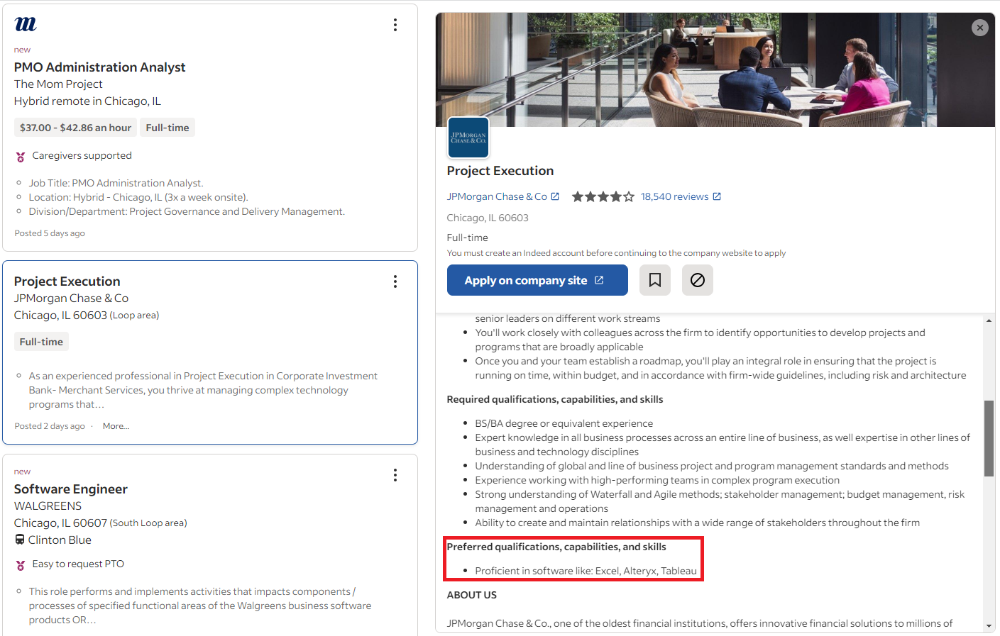 m
new
PMO Administration Analyst
The Mom Project
Hybrid remote in Chicago, IL
$37.00 - $42.86 an hour
Full-time
Caregivers supported
Job Title: PMO Administration Analyst.
Location: Hybrid - Chicago, IL (3x a week onsite).
Division/Department: Project Governance and Delivery Management.
Posted 5 days ago
Project Execution
JPMorgan Chase & Co
Chicago, IL 60603 (Loop area)
Full-time
As an experienced professional in Project Execution in Corporate Investment
Bank- Merchant Services, you thrive at managing complex technology
programs that…
Posted 2 days ago · More...
new
Software Engineer
WALGREENS
Chicago, IL 60607 (South Loop area)
Clinton Blue
Easy to request PTO
This role performs and implements activities that impacts components /
processes of specified functional areas of the Walgreens business software
products OR…
JPMORGAN
CHASE & CO.
Project Execution
JPMorgan Chase & Co
18,540 reviews
Chicago, IL 60603
Full-time
You must create an Indeed account before continuing to the company website to apply
Apply on company site
senior leaders on different work streams
You'll work closely with colleagues across the firm to identify opportunities to develop projects and
programs that are broadly applicable
Once you and your team establish a roadmap, you'll play an integral role in ensuring that the project is
running on time, within budget, and in accordance with firm-wide guidelines, including risk and architecture
Required qualifications, capabilities, and skills
BS/BA degree or equivalent experience
Expert knowledge in all business processes across an entire line of business, as well expertise in other lines of
business and technology disciplines
Understanding of global and line of business project and program management standards and methods
Experience working with high-performing teams in complex program execution
Strong understanding of Waterfall and Agile methods; stakeholder management; budget management, risk
management and operations
Ability to create and maintain relationships with a wide range of stakeholders throughout the firm
Preferred qualifications, capabilities, and skills
Proficient in software like: Excel, Alteryx, Tableau
ABOUT US
JPMorgan Chase & Co., one of the oldest financial institutions, offers innovative financial solutions to millions of